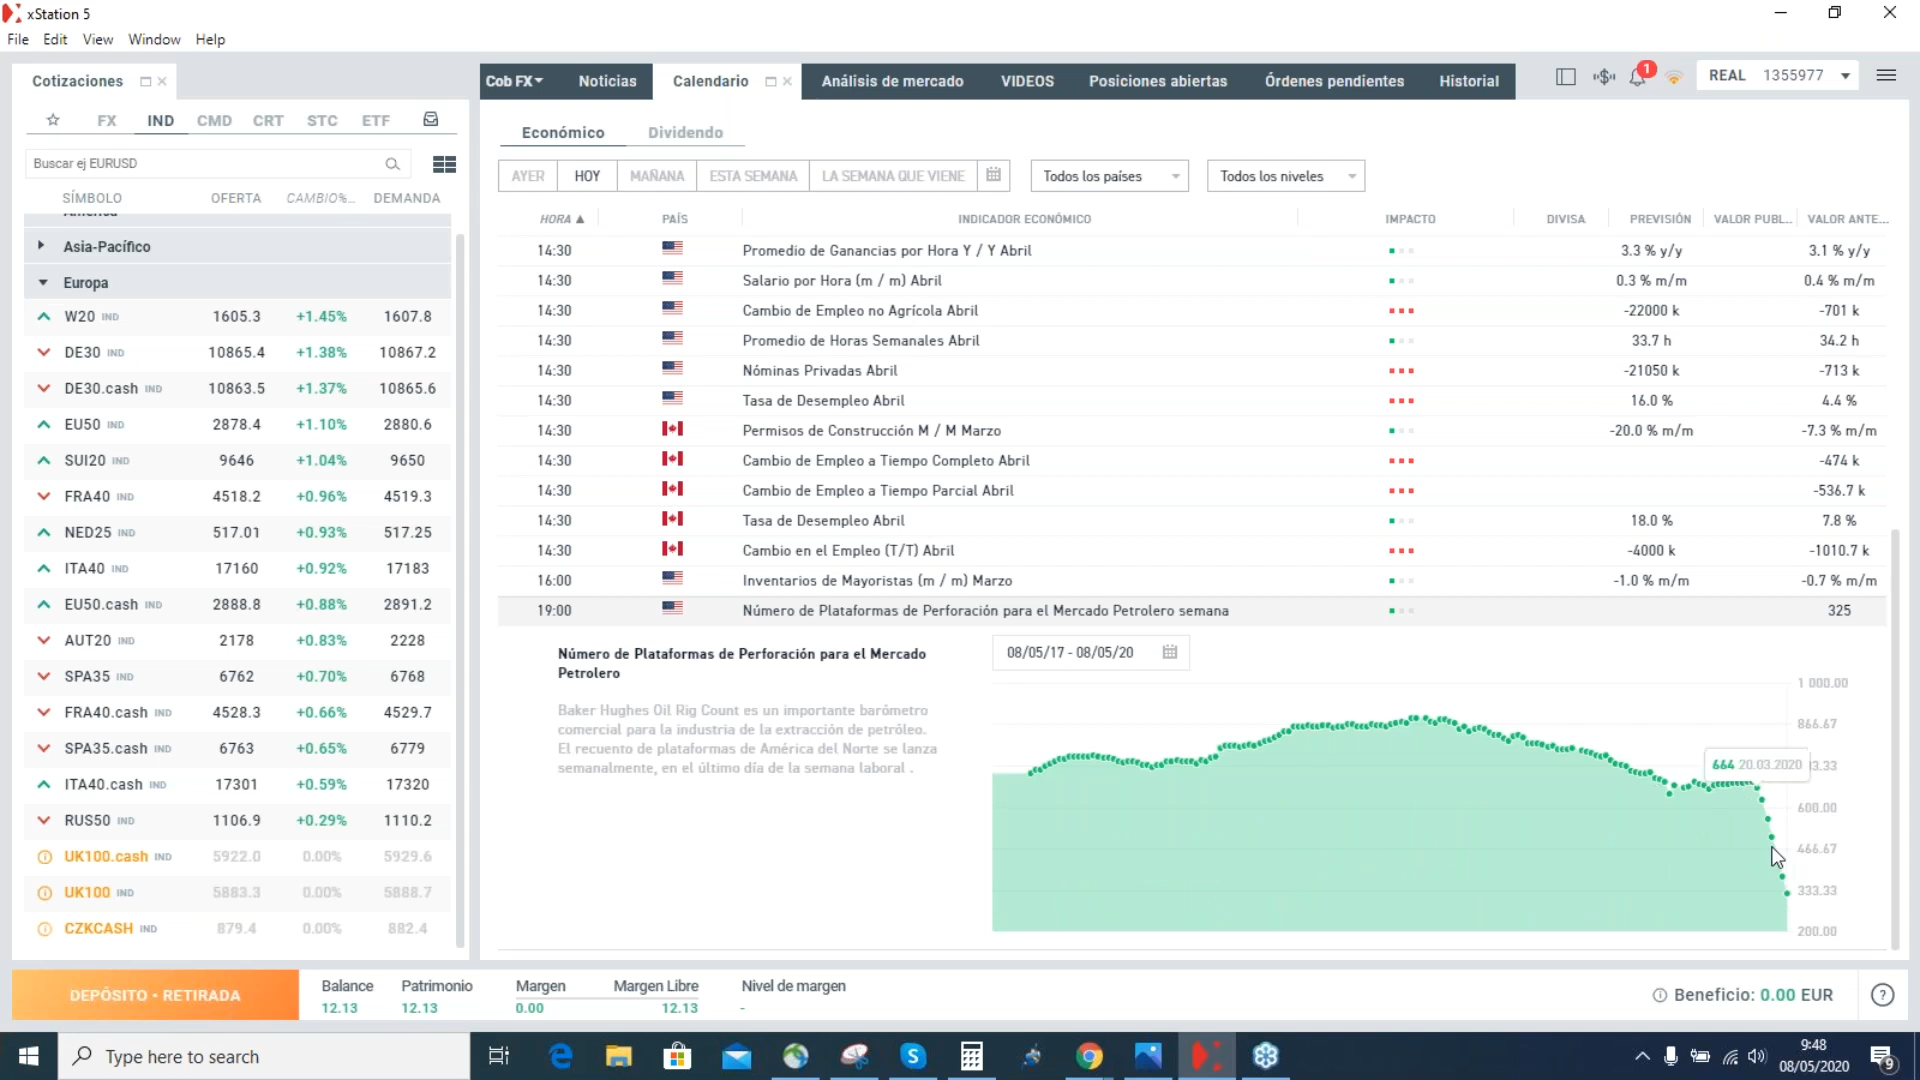 xStation 5
File Edit View Window Help
Cotizaciones
FX IND CMD CRT STC ETF
Buscar ej EURUSD
SÍMBOLO OFERTA CAMBIO%... DEMANDA
América
Asia-Pacífico
Europa
W20 IND 1605.3 +1.45% 1607.8
DE30 IND 10865.4 +1.38% 10867.2
DE30.cash IND 10863.5 +1.37% 10865.6
EU50 IND 2878.4 +1.10% 2880.6
SUI20 IND 9646 +1.04% 9650
FRA40 IND 4518.2 +0.96% 4519.3
NED25 IND 517.01 +0.93% 517.25
ITA40 IND 17160 +0.92% 17183
EU50.cash IND 2888.8 +0.88% 2891.2
AUT20 IND 2178 +0.83% 2228
SPA35 IND 6762 +0.70% 6768
FRA40.cash IND 4528.3 +0.66% 4529.7
SPA35.cash IND 6763 +0.65% 6779
ITA40.cash IND 17301 +0.59% 17320
RUS50 IND 1106.9 +0.29% 1110.2
UK100.cash IND 5922.0 0.00% 5929.6
UK100 IND 5883.3 0.00% 5888.7
CZKCASH IND 879.4 0.00% 882.4
Cob FX Noticias Calendario Análisis de mercado VIDEOS Posiciones abiertas Órdenes pendientes Historial
1 REAL 1355977
Económico Dividendo
AYER HOY MAÑANA ESTA SEMANA LA SEMANA QUE VIENE Todos los países Todos los niveles
HORA PAÍS INDICADOR ECONÓMICO IMPACTO DIVISA PREVISIÓN VALOR PUBL... VALOR ANTE...
14:30 Promedio de Ganancias por Hora Y / Y Abril 3.3 % y/y 3.1 % y/y
14:30 Salario por Hora (m / m) Abril 0.3 % m/m 0.4 % m/m
14:30 Cambio de Empleo no Agrícola Abril -22000 k -701 k
14:30 Promedio de Horas Semanales Abril 33.7 h 34.2 h
14:30 Nóminas Privadas Abril -21050 k -713 k
14:30 Tasa de Desempleo Abril 16.0 % 4.4 %
14:30 Permisos de Construcción M / M Marzo -20.0 % m/m -7.3 % m/m
14:30 Cambio de Empleo a Tiempo Completo Abril -474 k
14:30 Cambio de Empleo a Tiempo Parcial Abril -536.7 k
14:30 Tasa de Desempleo Abril 18.0 % 7.8 %
14:30 Cambio en el Empleo (T/T) Abril -4000 k -1010.7 k
16:00 Inventarios de Mayoristas (m / m) Marzo -1.0 % m/m -0.7 % m/m
19:00 Número de Plataformas de Perforación para el Mercado Petrolero semana 325
Número de Plataformas de Perforación para el Mercado
Petrolero
Baker Hughes Oil Rig Count es un importante barómetro
comercial para la industria de la extracción de petróleo.
El recuento de plataformas de América del Norte se lanza
semanalmente, en el último día de la semana laboral .
08/05/17 - 08/05/20
1 000.00
866.67
664 20.03.2020
600.00
466.67
333.33
200.00
DEPÓSITO • RETIRADA
Balance Patrimonio Margen Margen Libre Nivel de margen
12.13 12.13 0.00 12.13 -
Beneficio: 0.00 EUR
Type here to search
9:48
08/05/2020
9